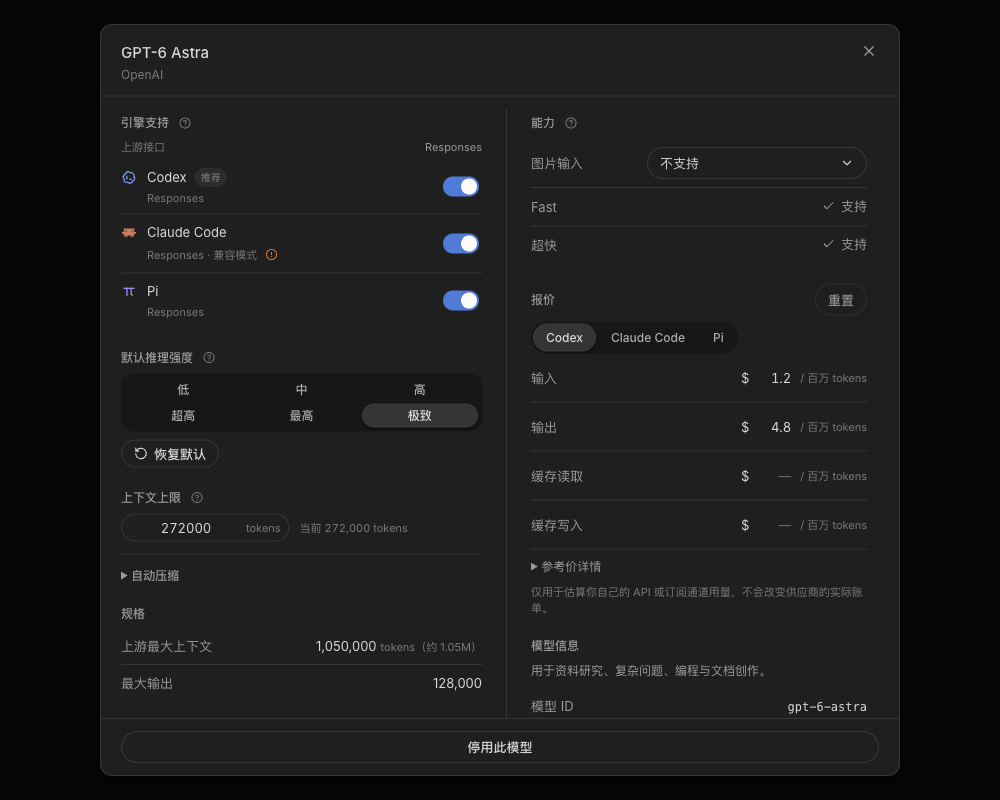 GPT-6 Astra
OpenAI
引擎支持
上游接口 Responses
Codex 推荐
Responses
Claude Code
Responses · 兼容模式
Pi
Responses
默认推理强度
低 中 高
超高 最高 极致
恢复默认
上下文上限
272000 tokens 当前 272,000 tokens
自动压缩
规格
上游最大上下文 1,050,000 tokens（约 1.05M）
最大输出 128,000
能力
图片输入 不支持
Fast 支持
超快 支持
报价 重置
Codex Claude Code Pi
输入 $ 1.2 / 百万 tokens
输出 $ 4.8 / 百万 tokens
缓存读取 $ — / 百万 tokens
缓存写入 $ — / 百万 tokens
参考价详情
仅用于估算你自己的 API 或订阅通道用量，不会改变供应商的实际账
单。
模型信息
用于资料研究、复杂问题、编程与文档创作。
模型 ID gpt-6-astra
停用此模型